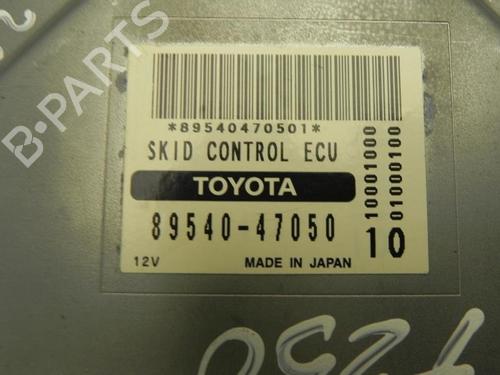 *89540470501*
SKID CONTROL ECU
TOYOTA
89540-47050
12V MADE IN JAPAN
10001000
01000100
10
B-PARTS